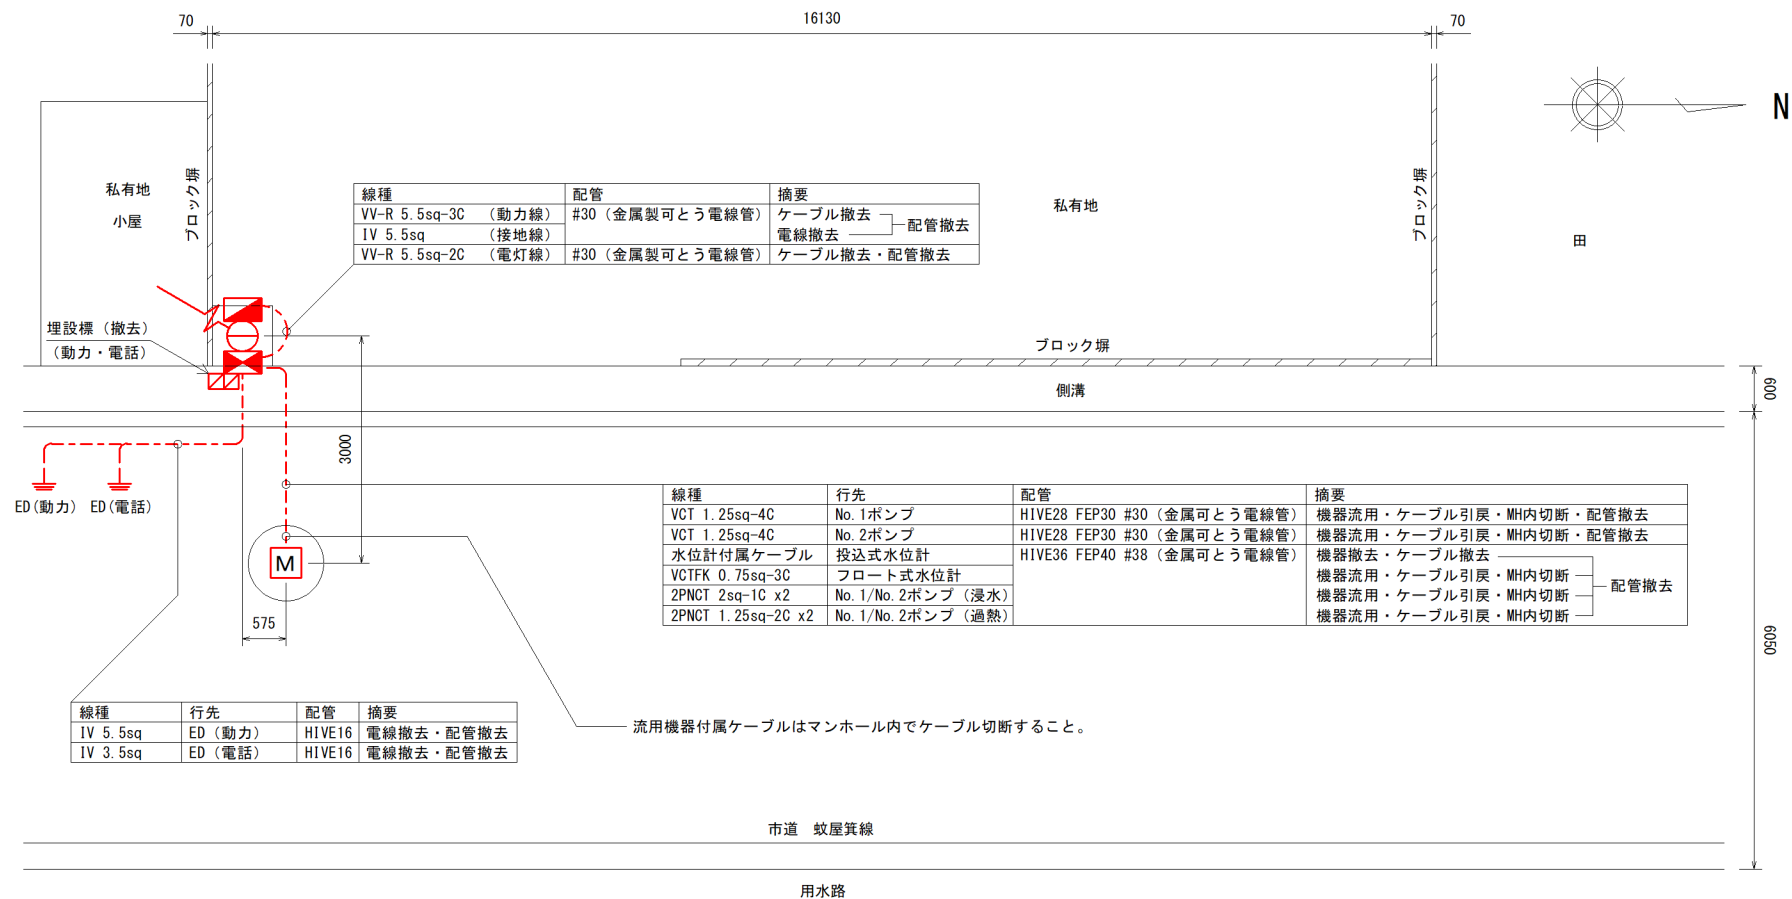 70
16130
70
N
私有地
小屋
ブロック塀
私有地
ブロック塀
田
線種 配管 摘要
VV-R 5.5sq-3C （動力線） #30（金属製可とう電線管） ケーブル撤去
IV 5.5sq （接地線） 電線撤去
配管撤去
VV-R 5.5sq-2C （電灯線） #30（金属製可とう電線管） ケーブル撤去・配管撤去
埋設標（撤去）
（動力・電話）
ブロック塀
側溝
600
3000
ED(動力) ED(電話)
線種 行先 配管 摘要
VCT 1.25sq-4C No.1ポンプ HIVE28 FEP30 #30（金属可とう電線管） 機器流用・ケーブル引戻・MH内切断・配管撤去
VCT 1.25sq-4C No.2ポンプ HIVE28 FEP30 #30（金属可とう電線管） 機器流用・ケーブル引戻・MH内切断・配管撤去
水位計付属ケーブル 投込式水位計 HIVE36 FEP40 #38（金属可とう電線管） 機器撤去・ケーブル撤去
VCTFK 0.75sq-3C フロート式水位計 機器流用・ケーブル引戻・MH内切断
配管撤去
2PNCT 2sq-1C x2 No.1/No.2ポンプ（浸水） 機器流用・ケーブル引戻・MH内切断
2PNCT 1.25sq-2C x2 No.1/No.2ポンプ（過熱） 機器流用・ケーブル引戻・MH内切断
M
575
6050
線種 行先 配管 摘要
IV 5.5sq ED（動力） HIVE16 電線撤去・配管撤去
IV 3.5sq ED（電話） HIVE16 電線撤去・配管撤去
流用機器付属ケーブルはマンホール内でケーブル切断すること。
市道　蚊屋箕線
用水路